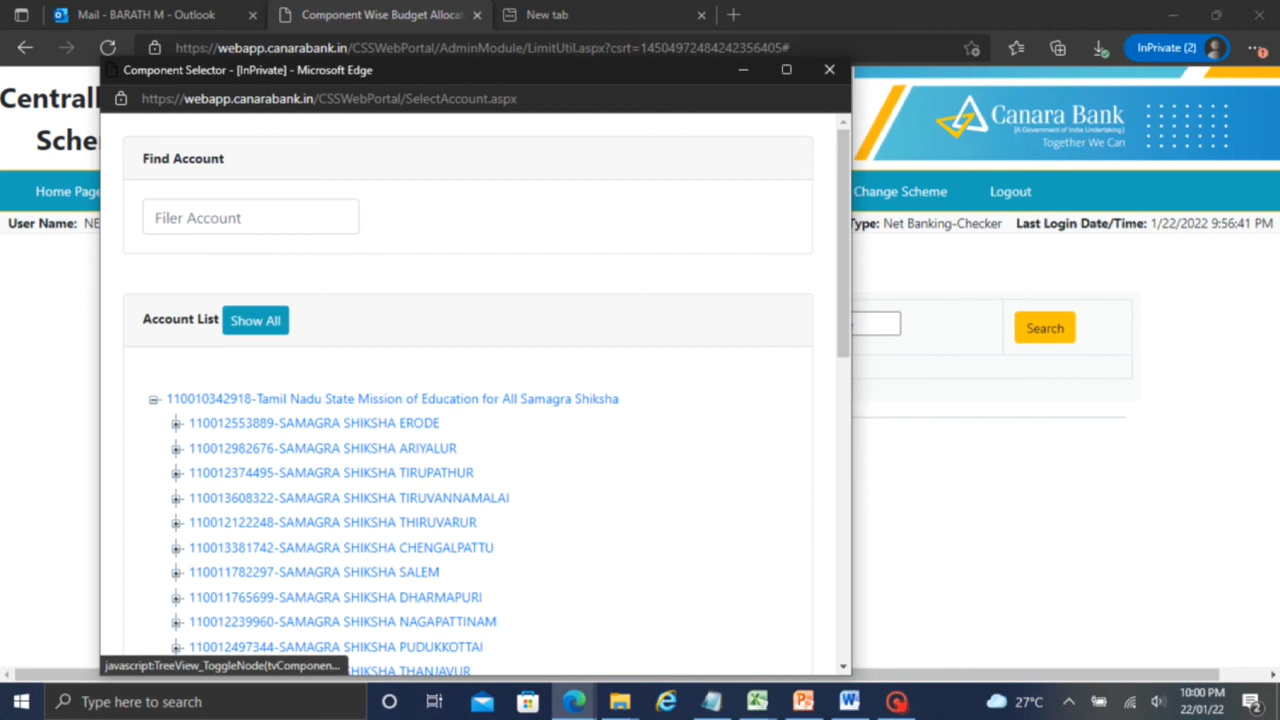 Mail - BARATH M - Outlook
Component Wise Budget Allocat
New tab
https://webapp.canarabank.in/CSSWebPortal/AdminModule/LimitUtil.aspx?csrt=14504972484242356405#
InPrivate (2)
Component Selector - [InPrivate] - Microsoft Edge
https://webapp.canarabank.in/CSSWebPortal/SelectAccount.aspx
Centrall
Sche
Canara Bank
(A Government of India Undertaking)
Together We Can
Home Page
Change Scheme
Logout
User Name: NE
Type: Net Banking-Checker
Last Login Date/Time: 1/22/2022 9:56:41 PM
Find Account
Filer Account
Search
Account List
Show All
110010342918-Tamil Nadu State Mission of Education for All Samagra Shiksha
110012553889-SAMAGRA SHIKSHA ERODE
110012982676-SAMAGRA SHIKSHA ARIYALUR
110012374495-SAMAGRA SHIKSHA TIRUPATHUR
110013608322-SAMAGRA SHIKSHA TIRUVANNAMALAI
110012122248-SAMAGRA SHIKSHA THIRUVARUR
110013381742-SAMAGRA SHIKSHA CHENGALPATTU
110011782297-SAMAGRA SHIKSHA SALEM
110011765699-SAMAGRA SHIKSHA DHARMAPURI
110012239960-SAMAGRA SHIKSHA NAGAPATTINAM
110012497344-SAMAGRA SHIKSHA PUDUKKOTTAI
SHIKSHA THANJAVUR
javascript:TreeView_ToggleNode(tvComponen...
Type here to search
27°C
10:00 PM
22/01/22
2